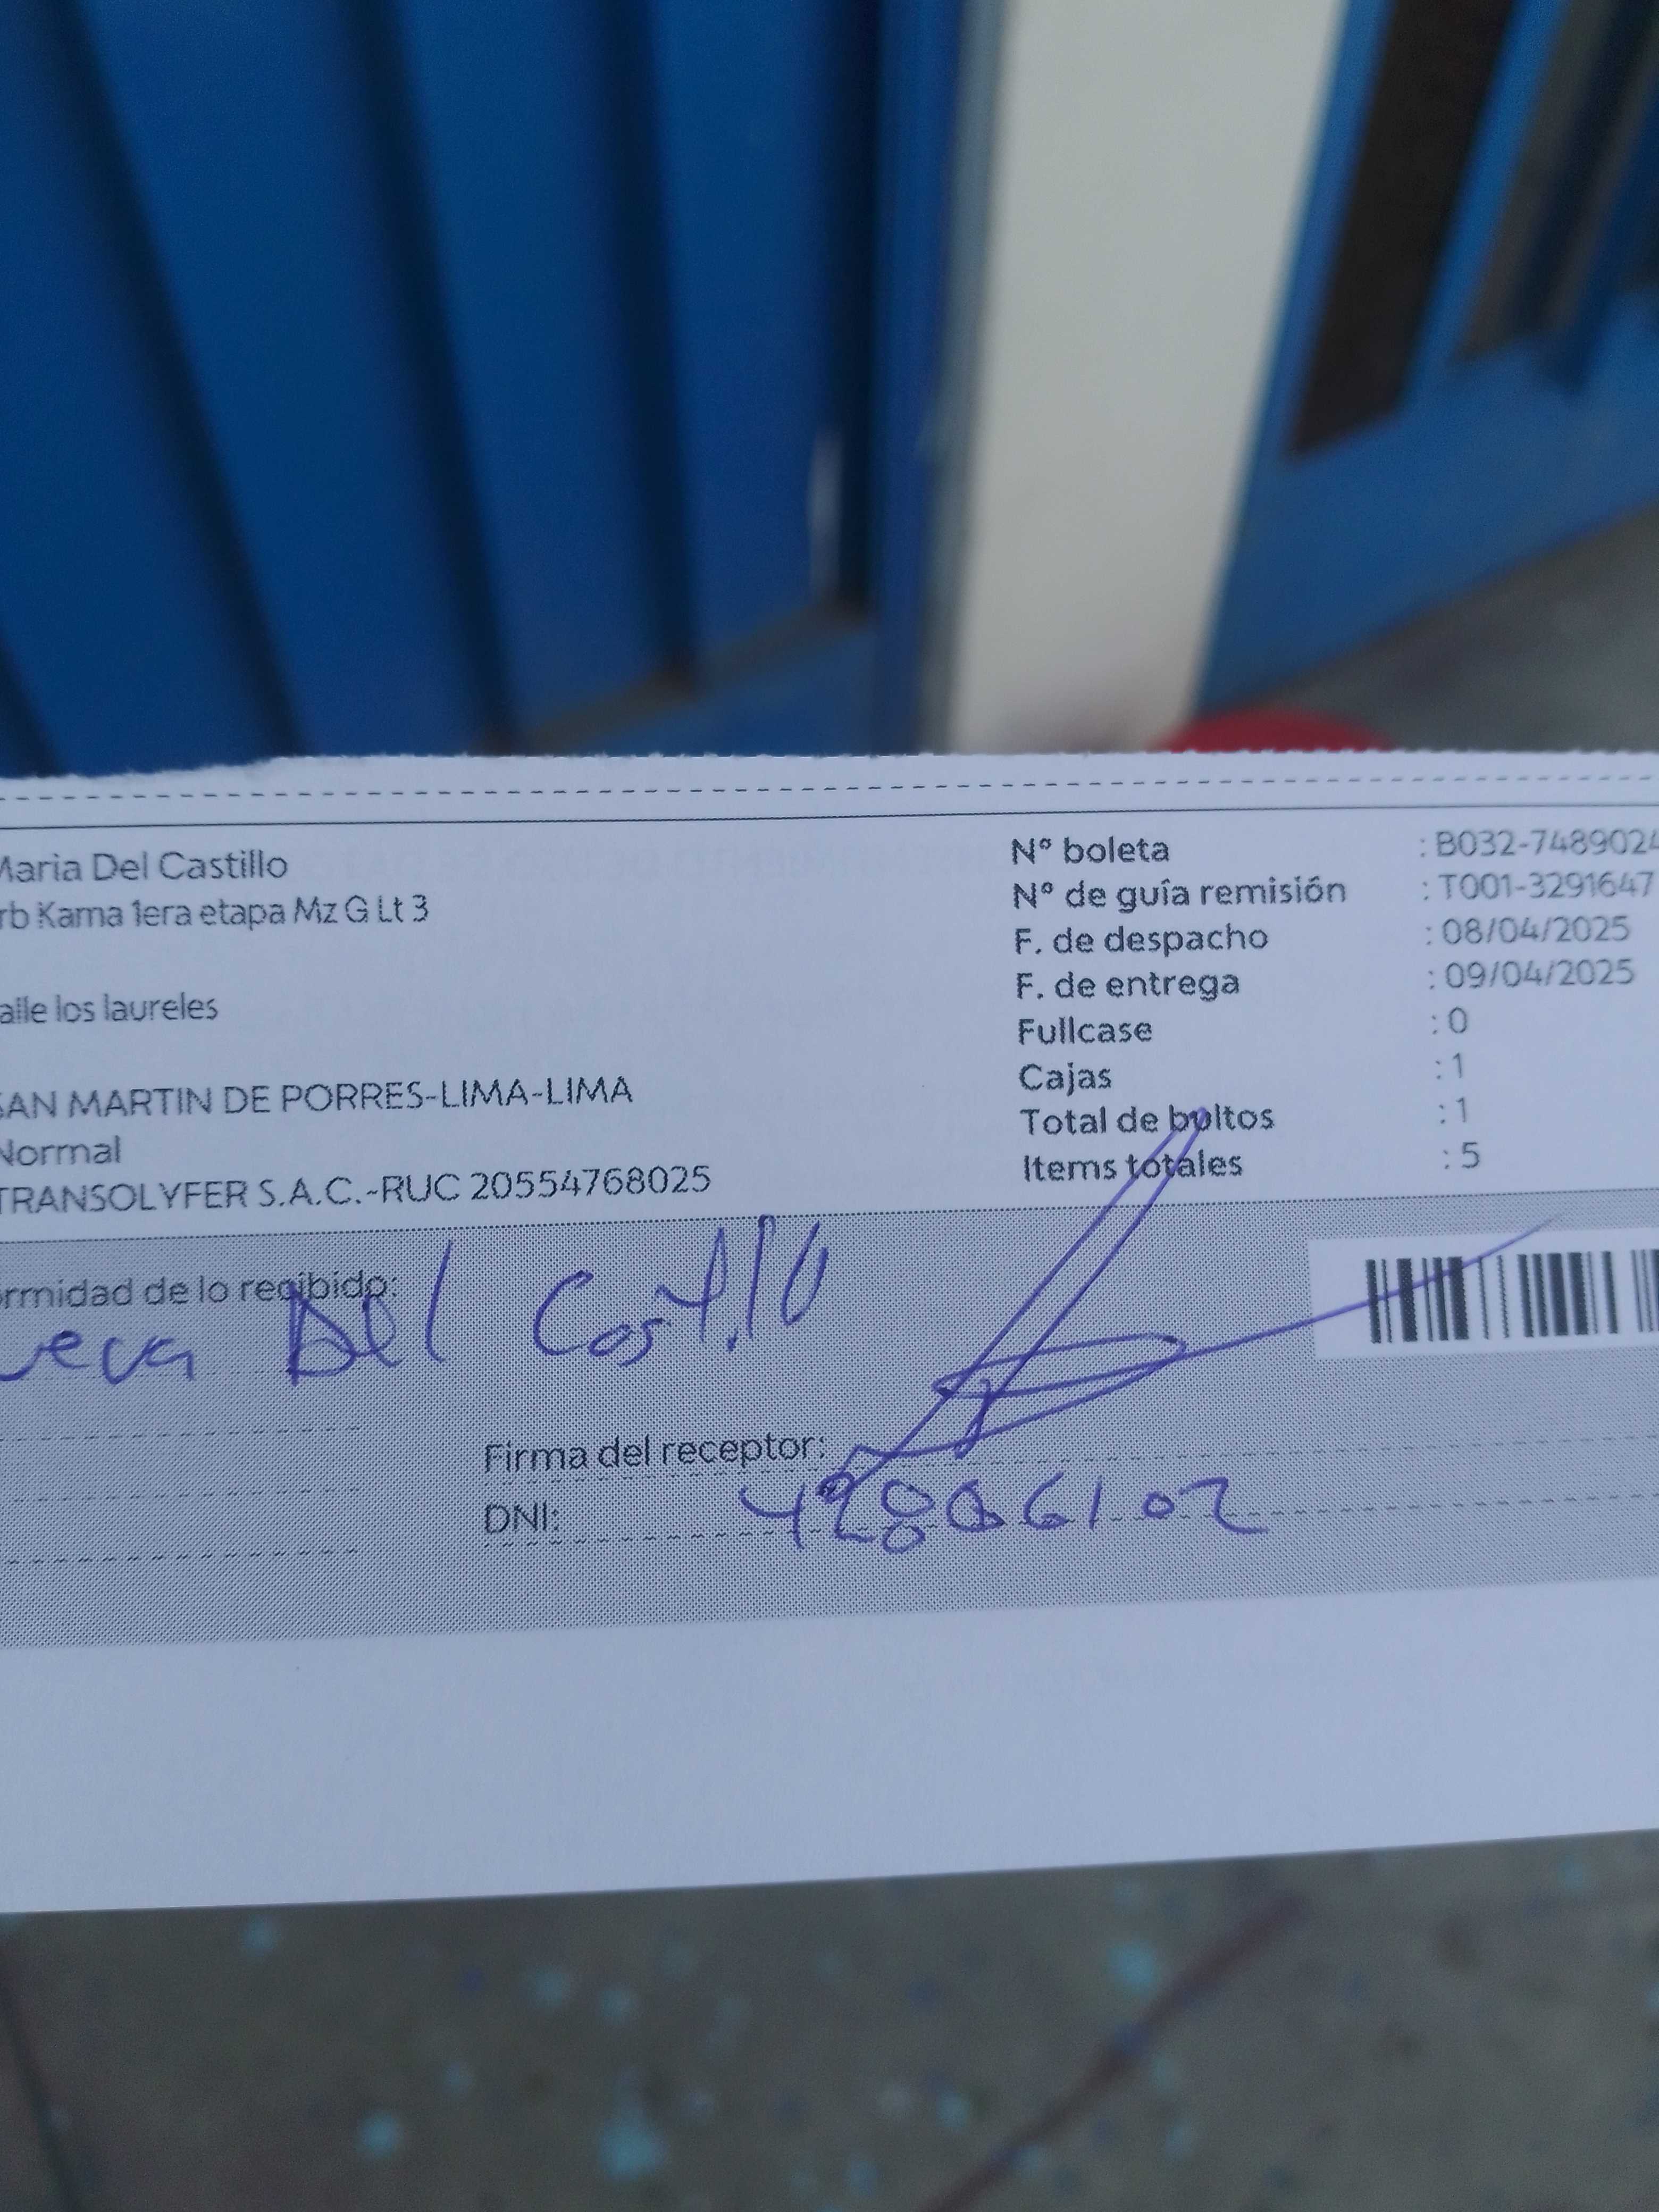 Maria Del Castillo
rb Kama 1era etapa Mz G Lt 3
alle los laureles
SAN MARTIN DE PORRES-LIMA-LIMA
Normal
TRANSOLYFER S.A.C.-RUC 20554768025
Nº boleta : B032-7489024
Nº de guía remisión : T001-3291647
F. de despacho : 08/04/2025
F. de entrega : 09/04/2025
Fullcase : 0
Cajas : 1
Total de bultos : 1
Items totales : 5
ormidad de lo recibido:
Del Castillo
Firma del receptor:
DNI: